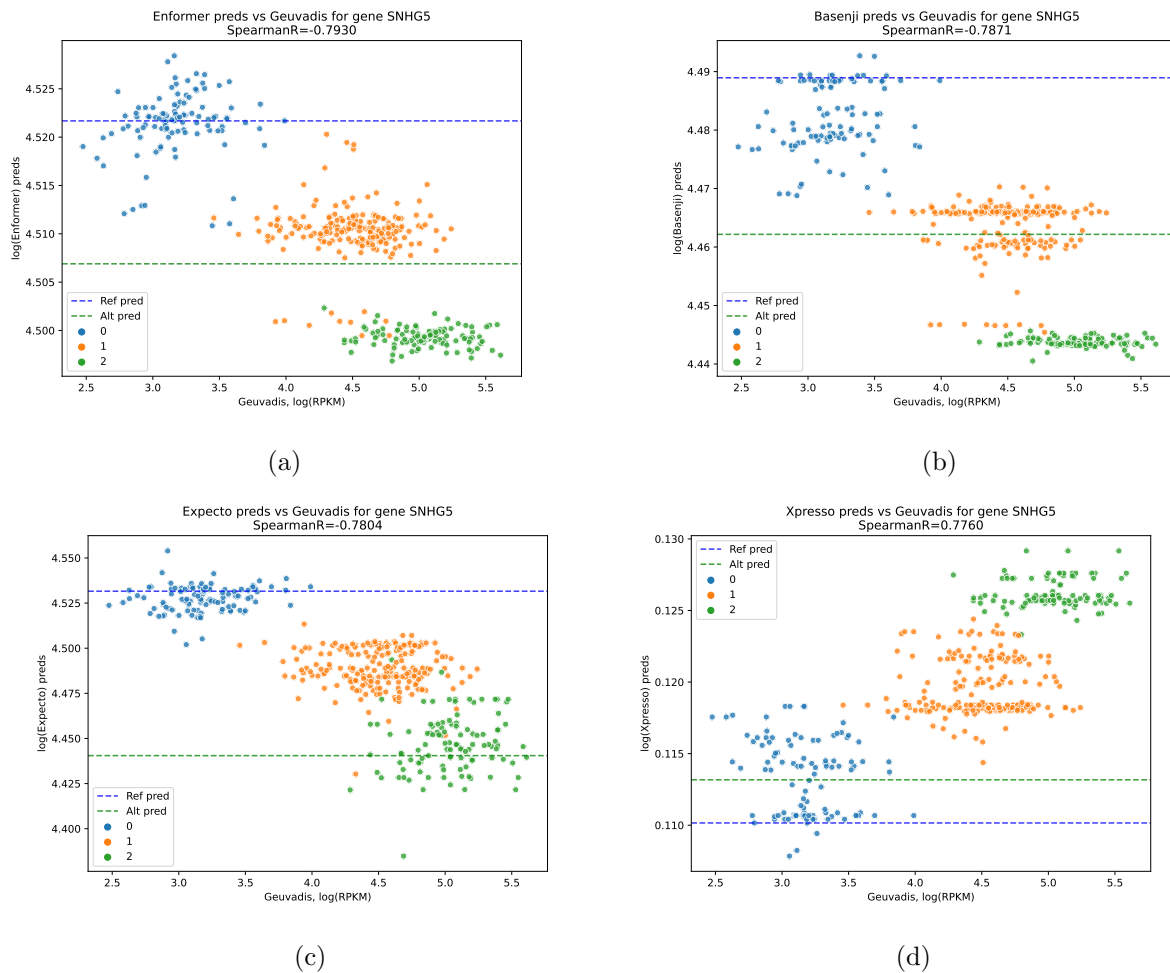 Enformer preds vs Geuvadis for gene SNHG5
SpearmanR=-0.7930
log(Enformer) preds
4.525
4.520
4.515
4.510
4.505
4.500
Ref pred
Alt pred
0
1
2
2.5 3.0 3.5 4.0 4.5 5.0 5.5
Geuvadis, log(RPKM)
(a)
Basenji preds vs Geuvadis for gene SNHG5
SpearmanR=-0.7871
log(Basenji) preds
4.49
4.48
4.47
4.46
4.45
4.44
Ref pred
Alt pred
0
1
2
2.5 3.0 3.5 4.0 4.5 5.0 5.5
Geuvadis, log(RPKM)
(b)
Expecto preds vs Geuvadis for gene SNHG5
SpearmanR=-0.7804
log(Expecto) preds
4.550
4.525
4.500
4.475
4.450
4.425
4.400
Ref pred
Alt pred
0
1
2
2.5 3.0 3.5 4.0 4.5 5.0 5.5
Geuvadis, log(RPKM)
(c)
Xpresso preds vs Geuvadis for gene SNHG5
SpearmanR=0.7760
log(Xpresso) preds
0.130
0.125
0.120
0.115
0.110
Ref pred
Alt pred
0
1
2
2.5 3.0 3.5 4.0 4.5 5.0 5.5
Geuvadis, log(RPKM)
(d)